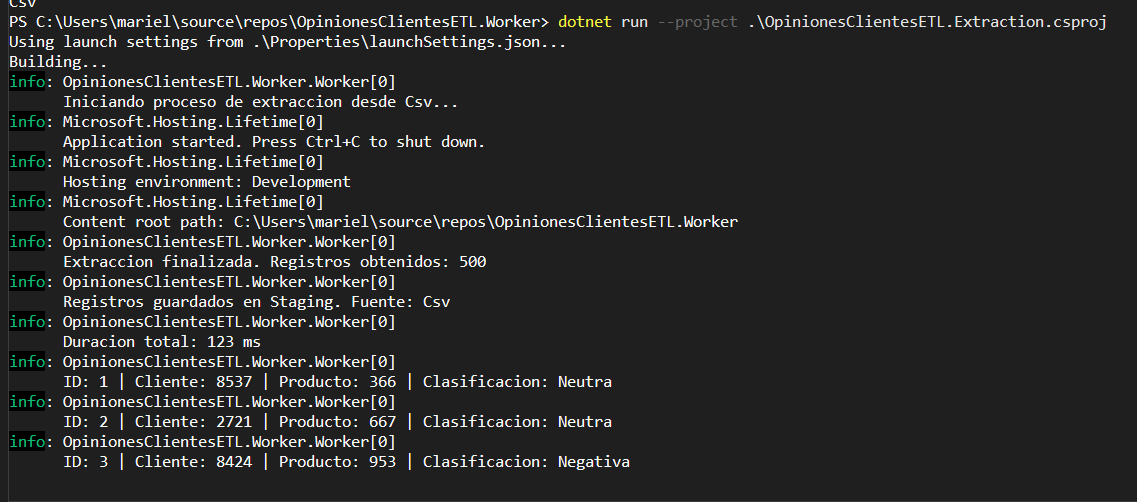 Csv
PS C:\Users\mariel\source\repos\OpinionesClientesETL.Worker> dotnet run --project .\OpinionesClientesETL.Extraction.csproj
Using launch settings from .\Properties\launchSettings.json...
Building...
info: OpinionesClientesETL.Worker.Worker[0]
      Iniciando proceso de extraccion desde Csv...
info: Microsoft.Hosting.Lifetime[0]
      Application started. Press Ctrl+C to shut down.
info: Microsoft.Hosting.Lifetime[0]
      Hosting environment: Development
info: Microsoft.Hosting.Lifetime[0]
      Content root path: C:\Users\mariel\source\repos\OpinionesClientesETL.Worker
info: OpinionesClientesETL.Worker.Worker[0]
      Extraccion finalizada. Registros obtenidos: 500
info: OpinionesClientesETL.Worker.Worker[0]
      Registros guardados en Staging. Fuente: Csv
info: OpinionesClientesETL.Worker.Worker[0]
      Duracion total: 123 ms
info: OpinionesClientesETL.Worker.Worker[0]
      ID: 1 | Cliente: 8537 | Producto: 366 | Clasificacion: Neutra
info: OpinionesClientesETL.Worker.Worker[0]
      ID: 2 | Cliente: 2721 | Producto: 667 | Clasificacion: Neutra
info: OpinionesClientesETL.Worker.Worker[0]
      ID: 3 | Cliente: 8424 | Producto: 953 | Clasificacion: Negativa